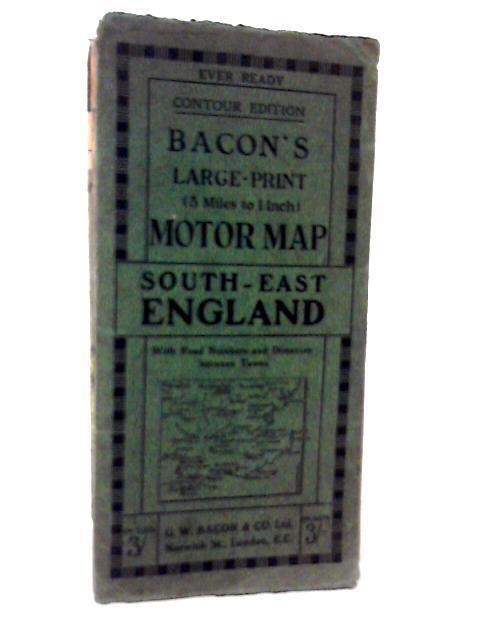 EVER READY
CONTOUR EDITION
BACON'S
LARGE-PRINT
(5 Miles to 1 Inch)
MOTOR MAP
SOUTH-EAST
ENGLAND
With Road Numbers and Distances
between Towns
3/-
G. W. BACON & CO. Ltd.
Norwich St., London, E.C.
3/-